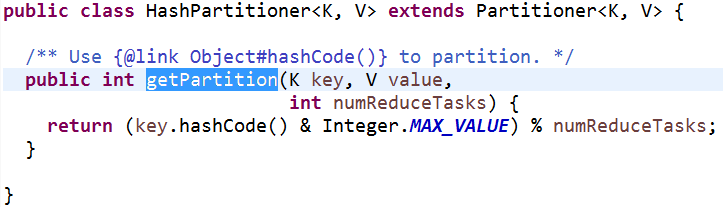 public class HashPartitioner<K, V> extends Partitioner<K, V> {
/** Use {@link Object#hashCode()} to partition. */
public int getPartition(K key, V value,
int numReduceTasks) {
return (key.hashCode() & Integer.MAX_VALUE) % numReduceTasks;
}
}